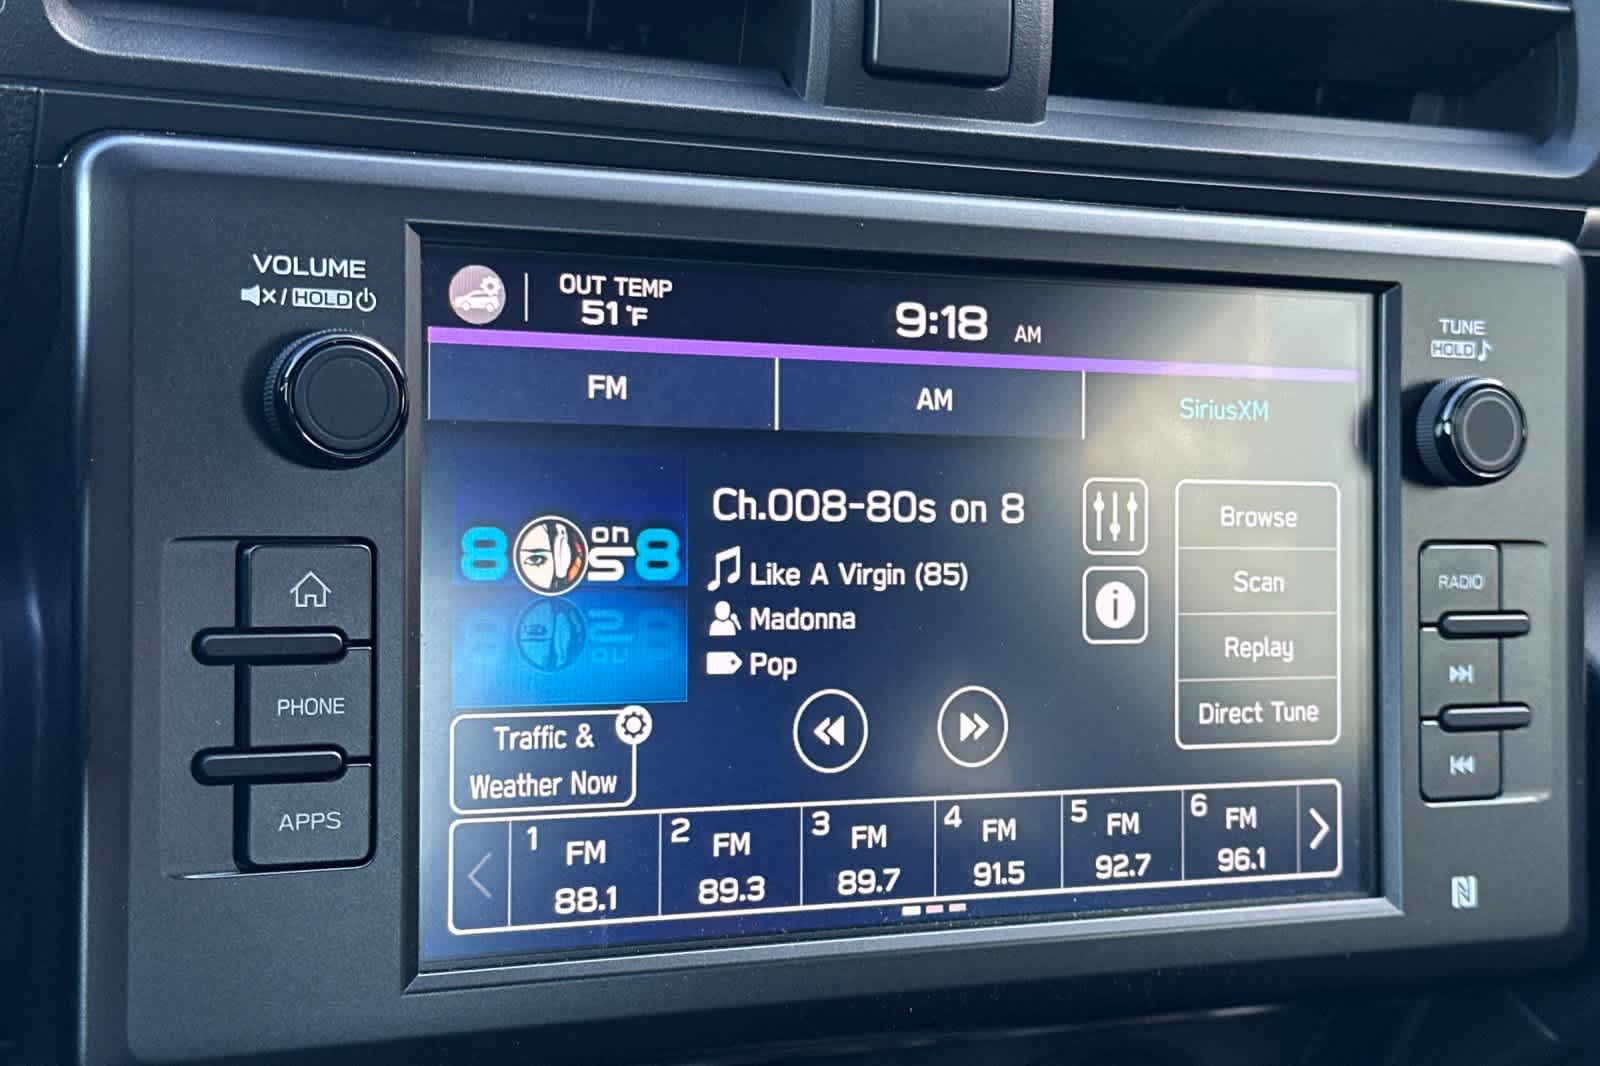 VOLUME
HOLD
OUT TEMP
51°F
9:18 AM
TUNE
HOLD
FM
AM
SiriusXM
80s on 8
Ch.008-80s on 8
Like A Virgin (85)
Madonna
Pop
Browse
Scan
Replay
Direct Tune
Traffic &
Weather Now
1 FM
88.1
2 FM
89.3
3 FM
89.7
4 FM
91.5
5 FM
92.7
6 FM
96.1
PHONE
APPS
RADIO